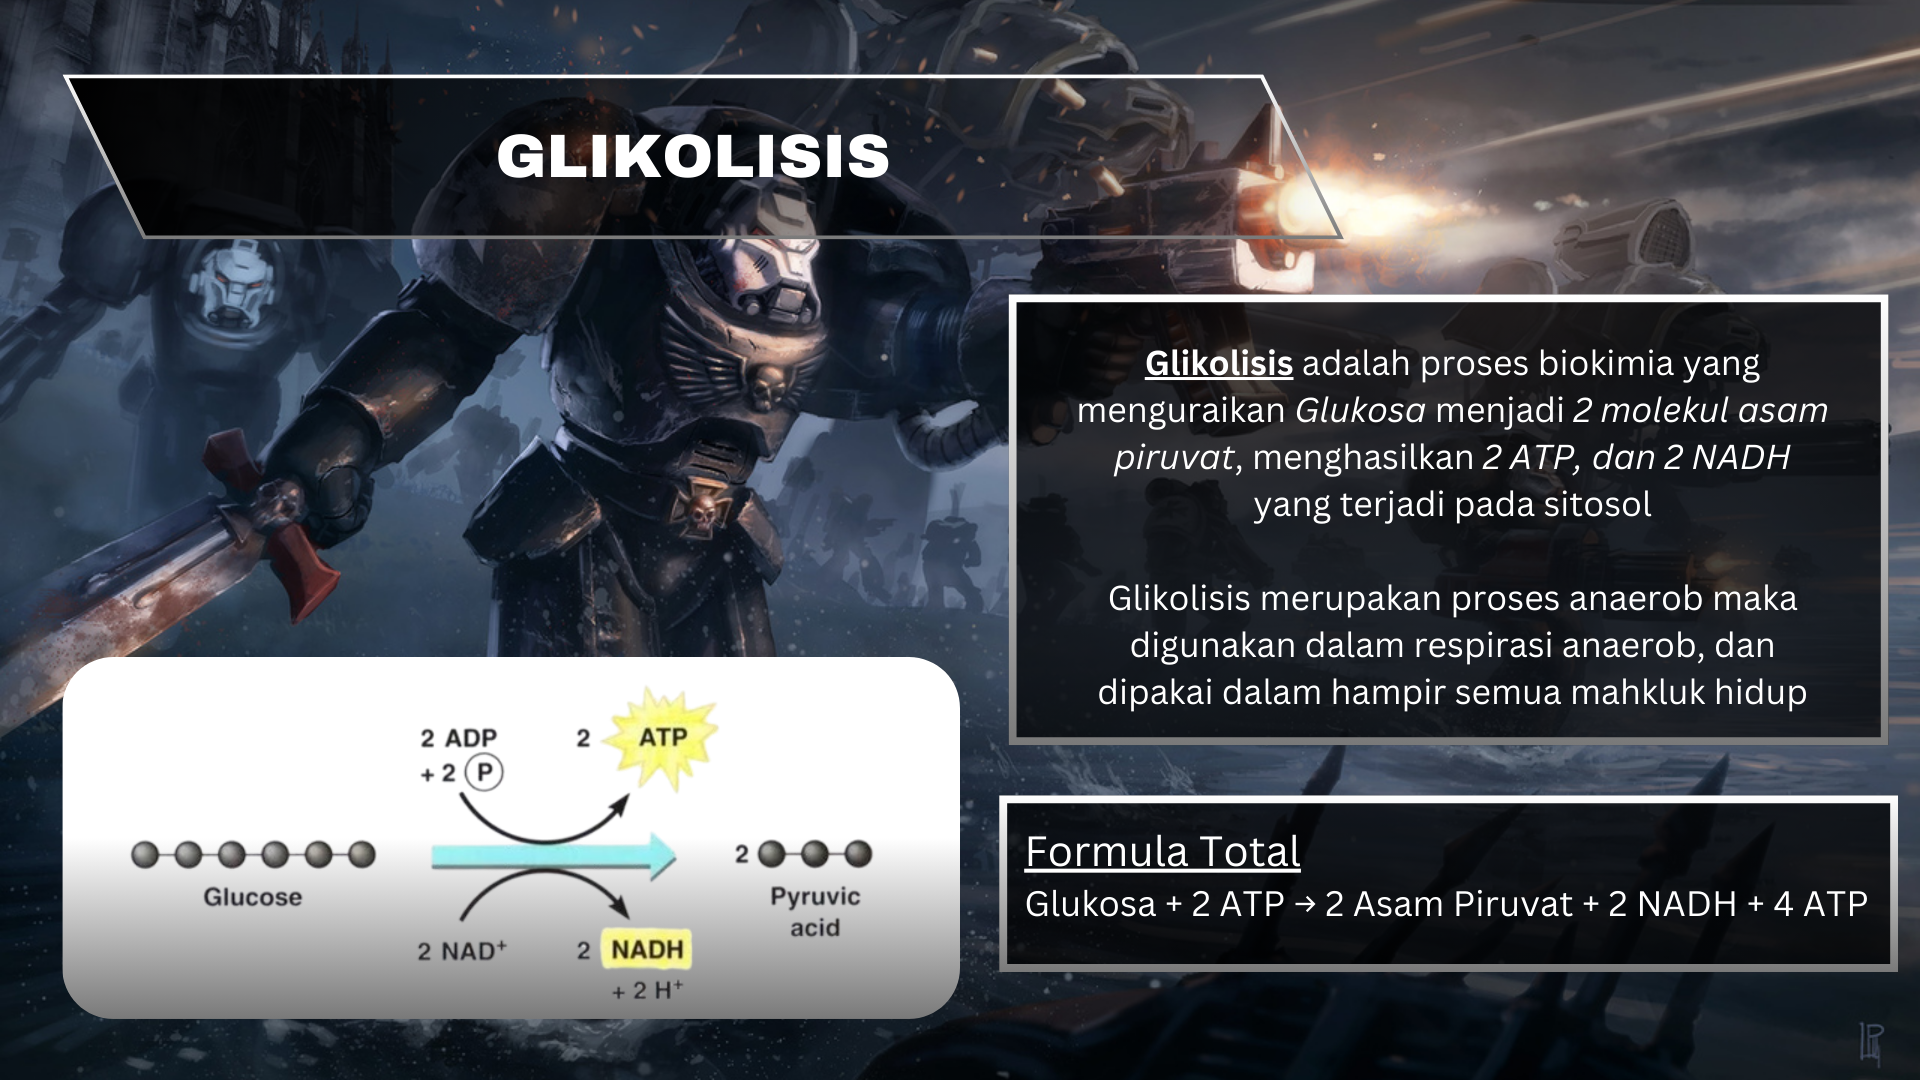 GLIKOLISIS
Glikolisis adalah proses biokimia yang
menguraikan Glukosa menjadi 2 molekul asam
piruvat, menghasilkan 2 ATP, dan 2 NADH
yang terjadi pada sitosol
Glikolisis merupakan proses anaerob maka
digunakan dalam respirasi anaerob, dan
dipakai dalam hampir semua mahkluk hidup
2 ADP
+ 2 P
2 ATP
Glucose
2 Pyruvic
acid
2 NAD⁺
2 NADH
+ 2 H⁺
Formula Total
Glukosa + 2 ATP → 2 Asam Piruvat + 2 NADH + 4 ATP